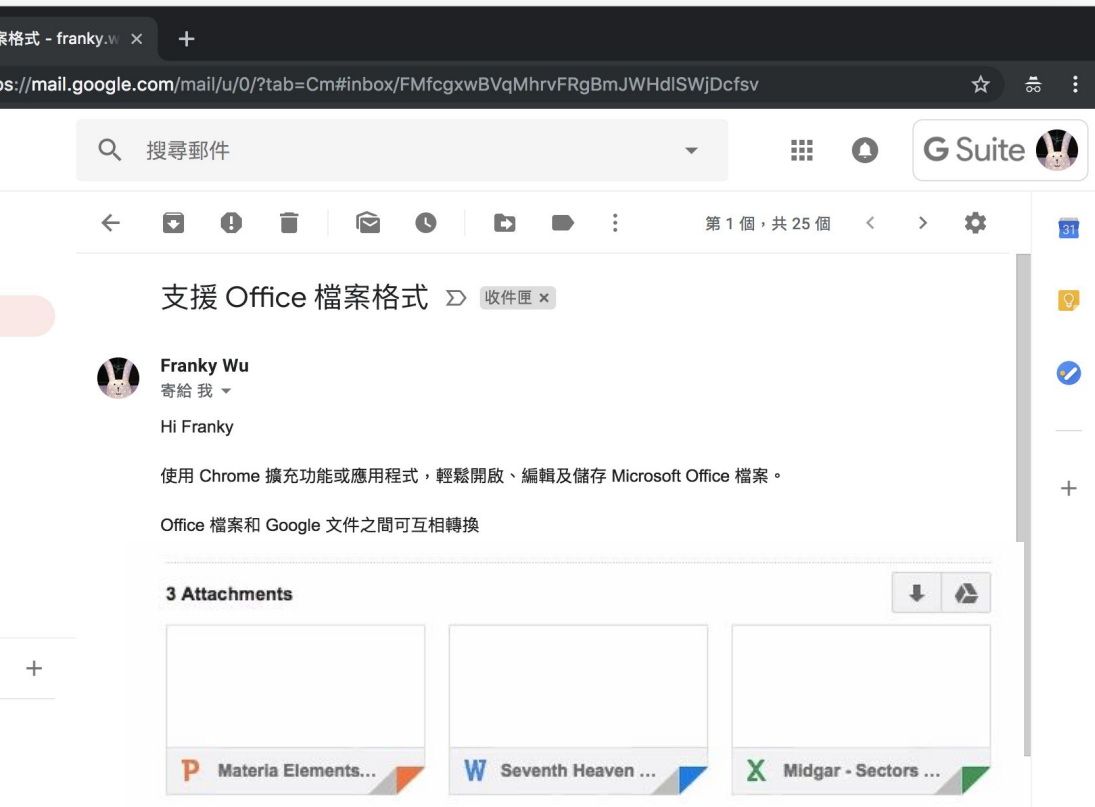 案格式 - franky.w
ps://mail.google.com/mail/u/0/?tab=Cm#inbox/FMfcgxwBVqMhrvFRgBmJWHdlSWjDcfsv
搜尋郵件
G Suite
第 1 個，共 25 個
31
支援 Office 檔案格式
收件匣 ×
Franky Wu
寄給 我
Hi Franky
使用 Chrome 擴充功能或應用程式，輕鬆開啟、編輯及儲存 Microsoft Office 檔案。
Office 檔案和 Google 文件之間可互相轉換
3 Attachments
P Materia Elements...
W Seventh Heaven ...
X Midgar - Sectors ...